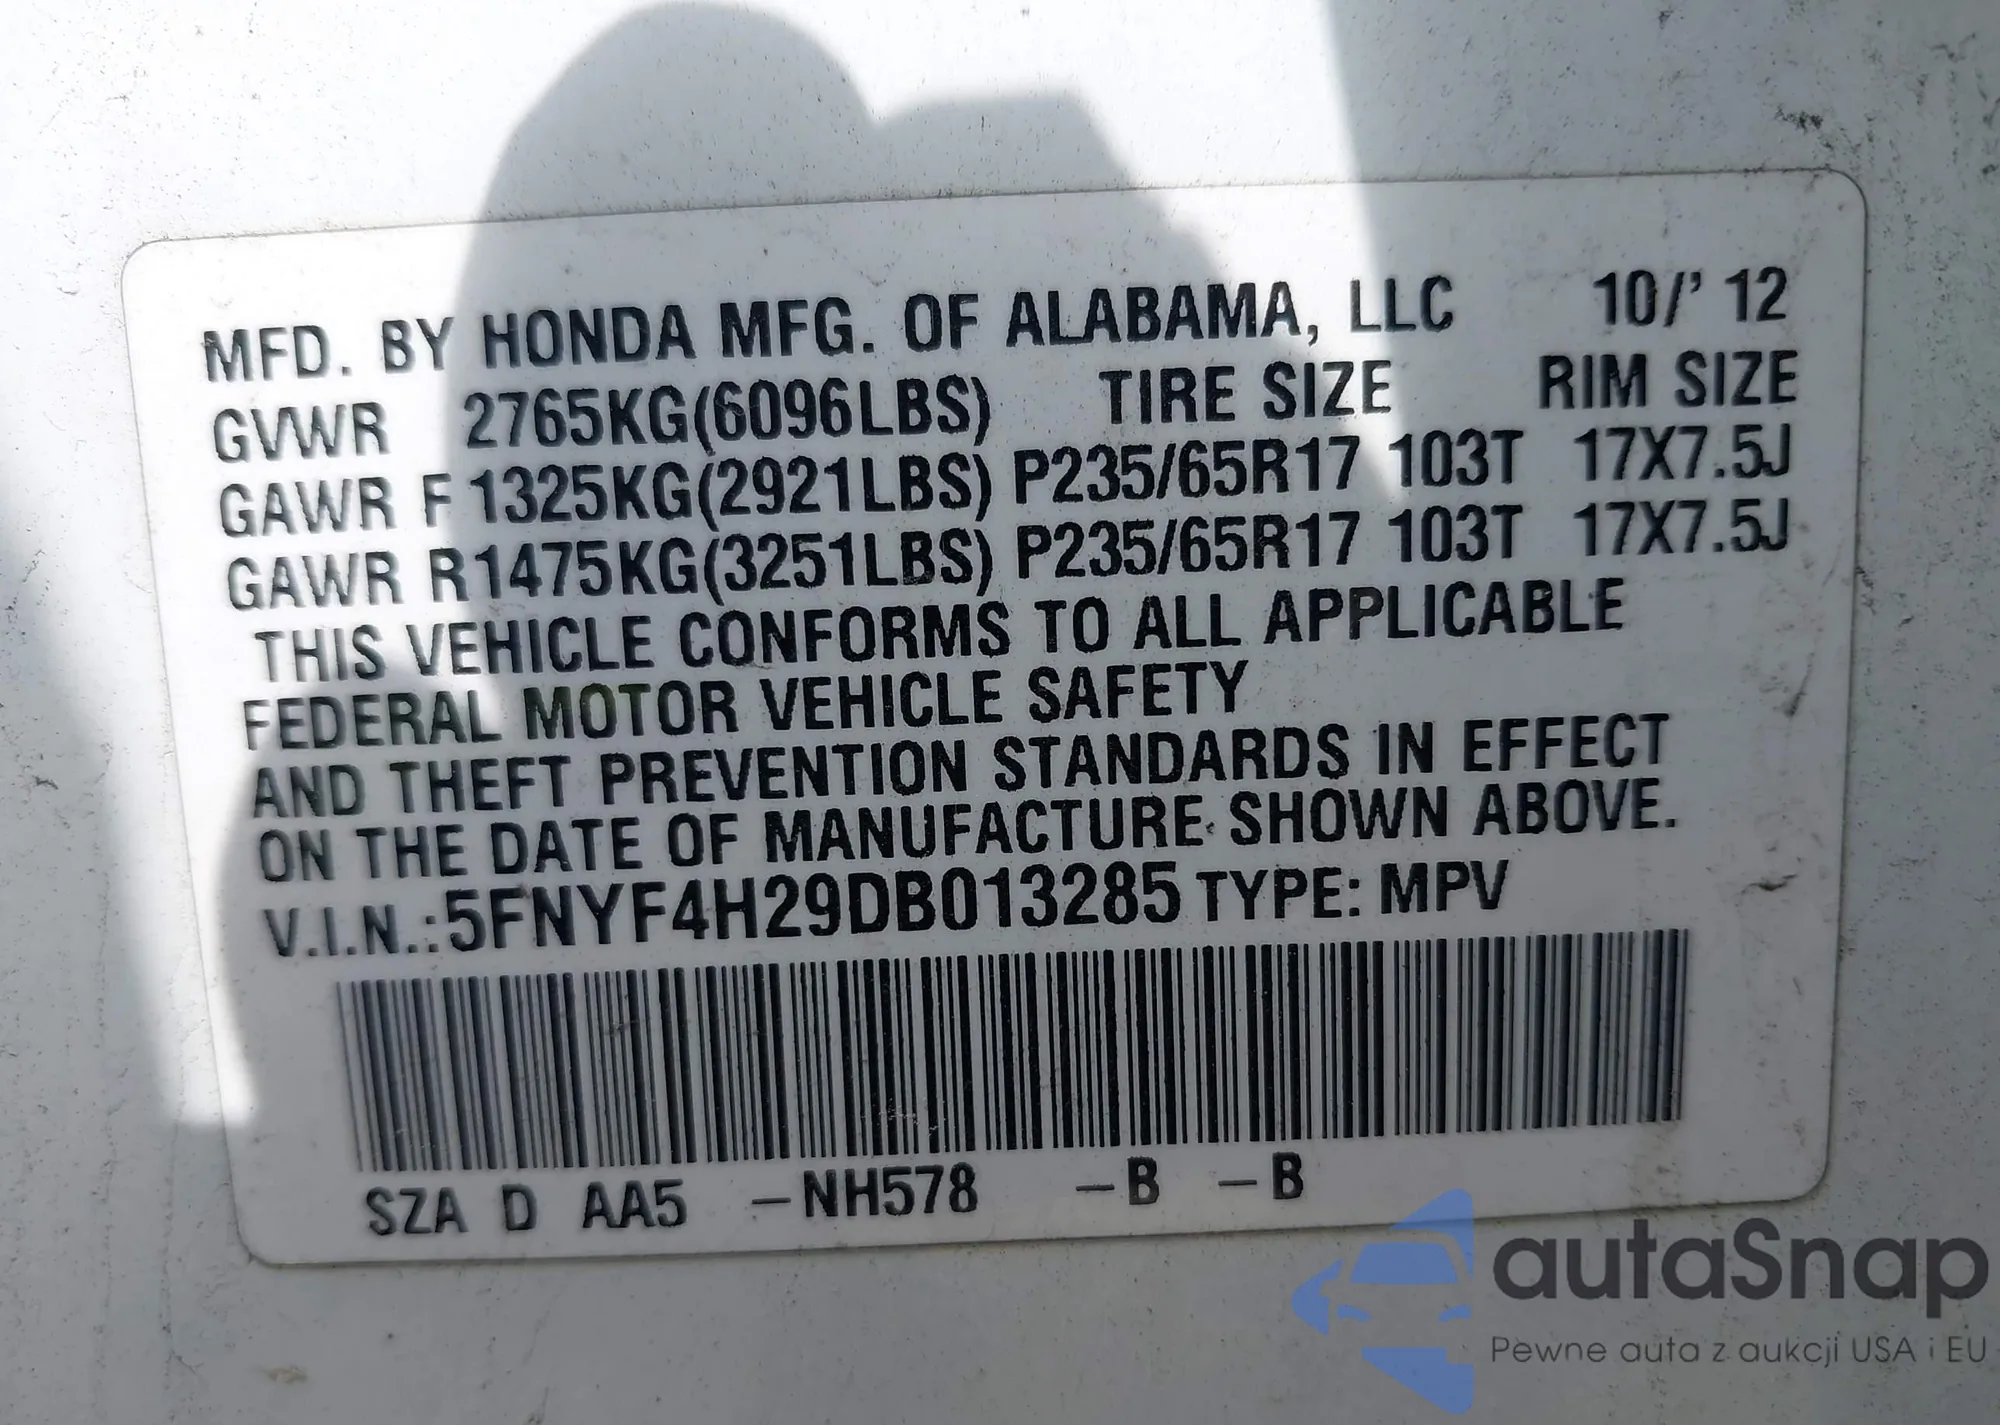 MFD. BY HONDA MFG. OF ALABAMA, LLC 10/'12
GVWR 2765KG(6096LBS) TIRE SIZE RIM SIZE
GAWR F 1325KG(2921LBS) P235/65R17 103T 17X7.5J
GAWR R 1475KG(3251LBS) P235/65R17 103T 17X7.5J
THIS VEHICLE CONFORMS TO ALL APPLICABLE
FEDERAL MOTOR VEHICLE SAFETY
AND THEFT PREVENTION STANDARDS IN EFFECT
ON THE DATE OF MANUFACTURE SHOWN ABOVE.
V.I.N.:5FNYF4H29DB013285 TYPE: MPV
SZA D AA5 -NH578 -B -B
autaSnap
Pewne auta z aukcji USA i EU